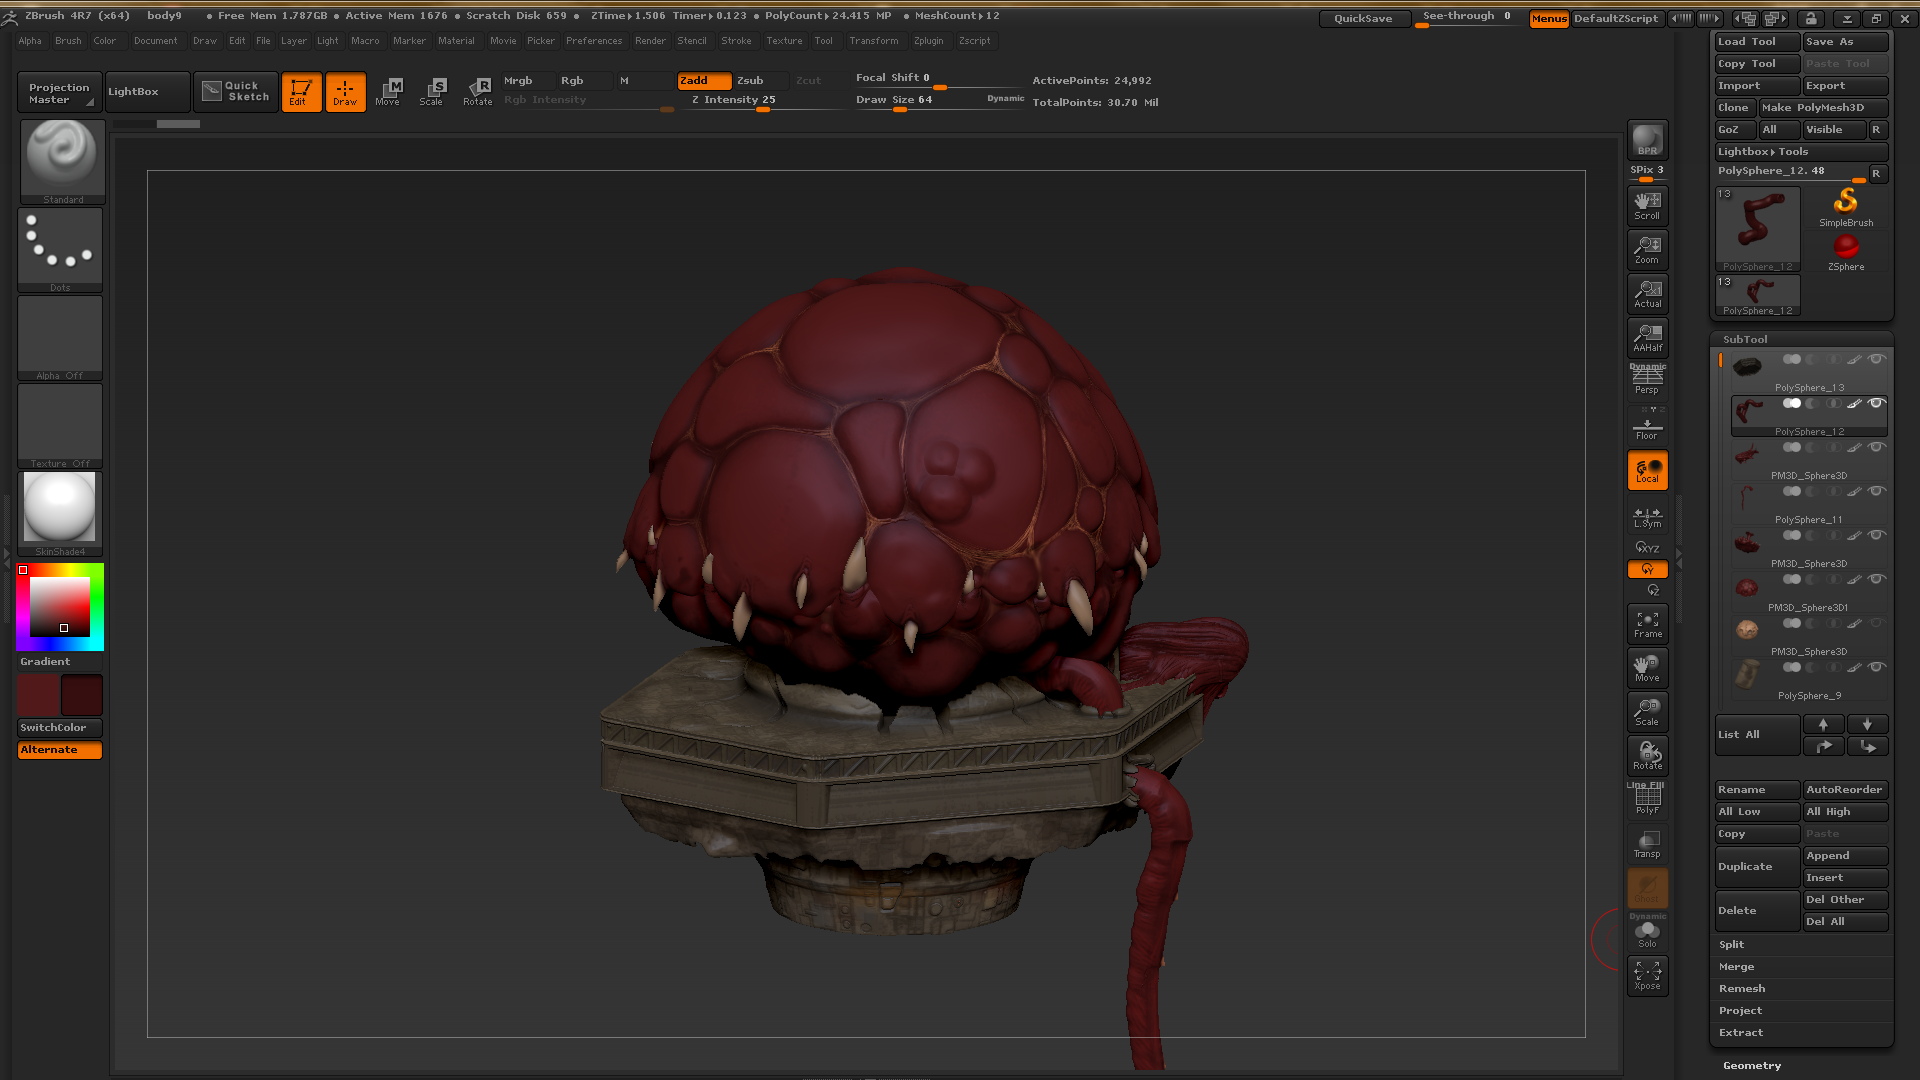 ZBrush 4R7 (x64) body9 • Free Mem 1.787GB • Active Mem 1676 • Scratch Disk 659 • ZTime▸1.506 Timer▸0.123 • PolyCount▸24.415 MP • MeshCount▸12 QuickSave See-through 0 Menus DefaultZScript
Alpha Brush Color Document Draw Edit File Layer Light Macro Marker Material Movie Picker Preferences Render Stencil Stroke Texture Tool Transform Zplugin Zscript
Projection Master
LightBox
Quick Sketch
Edit
Draw
Move
Scale
Rotate
Mrgb Rgb M Zadd Zsub Zcut
Rgb Intensity Z Intensity 25
Focal Shift 0
Draw Size 64 Dynamic
ActivePoints: 24,992
TotalPoints: 30.70 Mil
Standard
Dots
Alpha Off
Texture Off
SkinShade4
Gradient
SwitchColor
Alternate
BPR
SPix 3
Scroll
Zoom
Actual
AAHalf
Dynamic
Persp
Floor
Local
L.Sym
XYZ
Y
Z
Frame
Move
Scale
Rotate
Line Fill
PolyF
Transp
Ghost
Dynamic
Solo
Xpose
Load Tool Save As
Copy Tool Paste Tool
Import Export
Clone Make PolyMesh3D
GoZ All Visible R
Lightbox▸Tools
PolySphere_12. 48 R
13
PolySphere_12
SimpleBrush
ZSphere
13
PolySphere_12
SubTool
PolySphere_13
PolySphere_12
PM3D_Sphere3D
PolySphere_11
PM3D_Sphere3D
PM3D_Sphere3D1
PM3D_Sphere3D
PolySphere_9
List All
Rename AutoReorder
All Low All High
Copy Paste
Duplicate Append
Insert
Delete Del Other
Del All
Split
Merge
Remesh
Project
Extract
Geometry